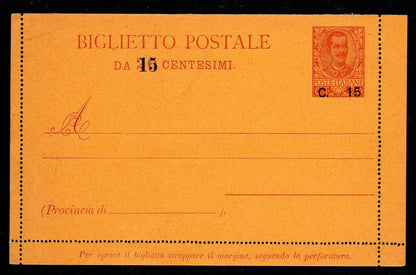 BIGLIETTO POSTALE
DA 15 CENTESIMI.
POSTE ITALIANE
C. 15
A
(Provincia di ).
Per aprire il biglietto strappare il margine, seguendo la perforatura.